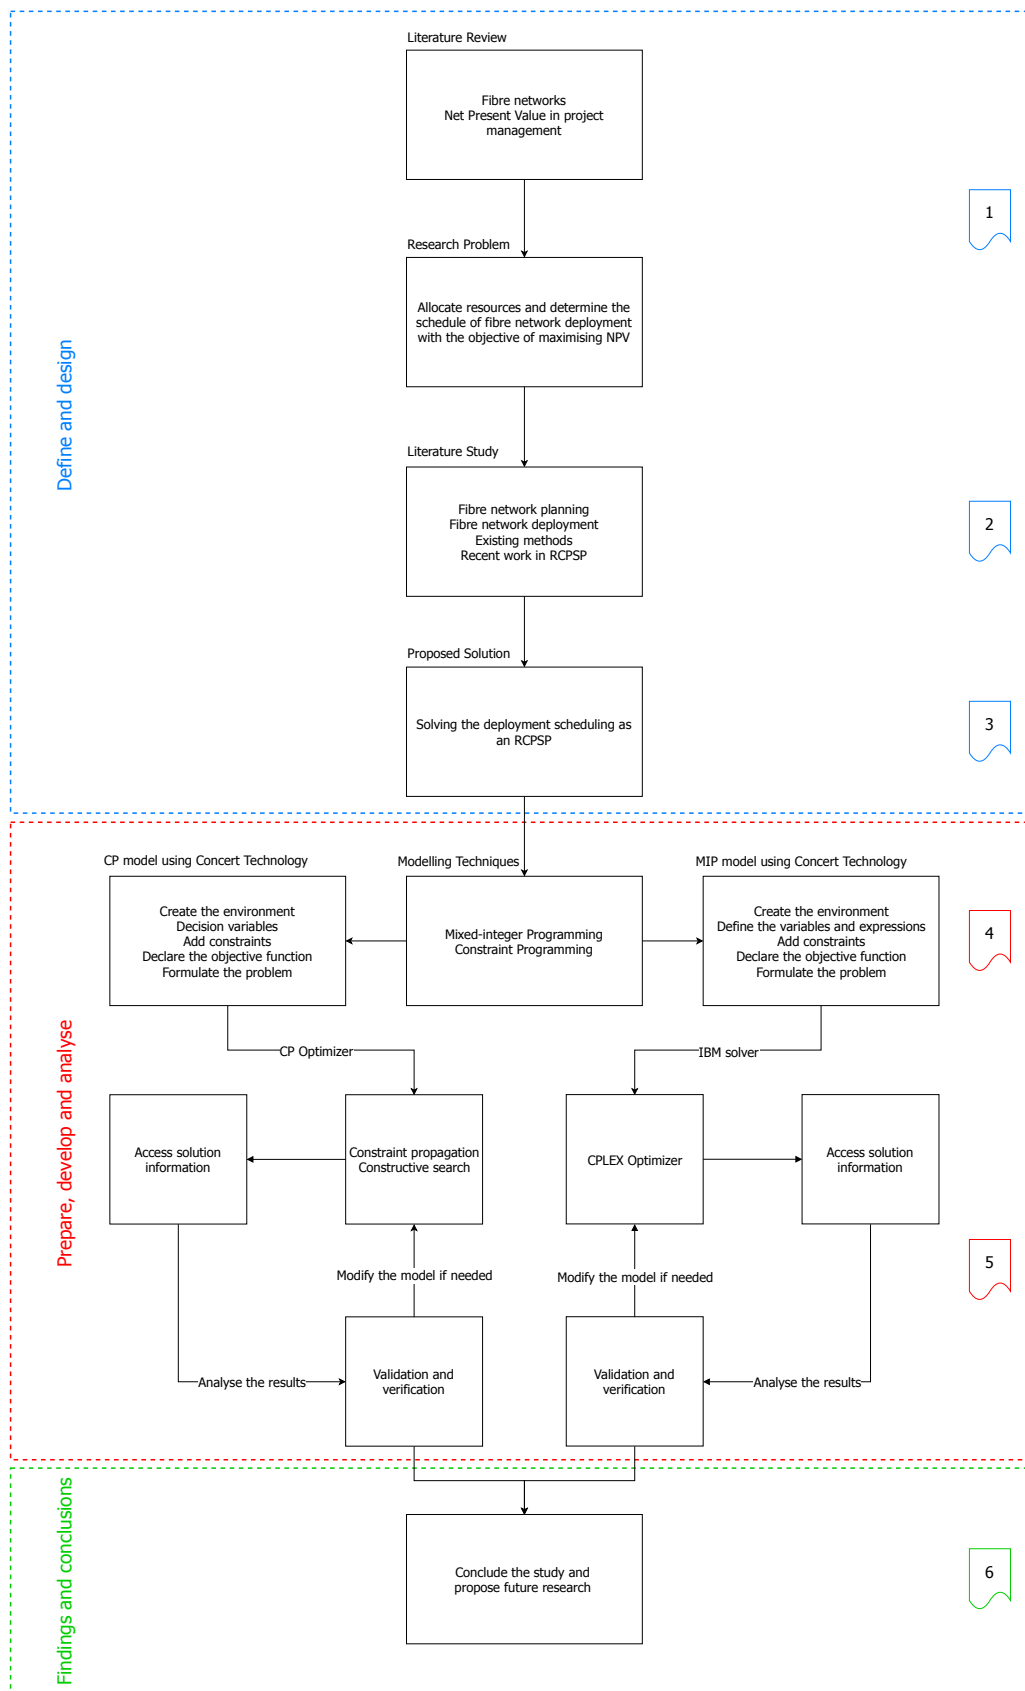 Literature Review
Fibre networks
Net Present Value in project
management
1
Research Problem
Allocate resources and determine the
schedule of fibre network deployment
with the objective of maximising NPV
Define and design
Literature Study
Fibre network planning
Fibre network deployment
Existing methods
Recent work in RCPSP
2
Proposed Solution
Solving the deployment scheduling as
an RCPSP
3
CP model using Concert Technology
Create the environment
Decision variables
Add constraints
Declare the objective function
Formulate the problem
Modelling Techniques
Mixed-integer Programming
Constraint Programming
MIP model using Concert Technology
Create the environment
Define the variables and expressions
Add constraints
Declare the objective function
Formulate the problem
4
Prepare, develop and analyse
CP Optimizer
IBM solver
Access solution
information
Constraint propagation
Constructive search
CPLEX Optimizer
Access solution
information
Modify the model if needed
Modify the model if needed
5
Analyse the results
Validation and
verification
Validation and
verification
Analyse the results
Findings and conclusions
Conclude the study and
propose future research
6